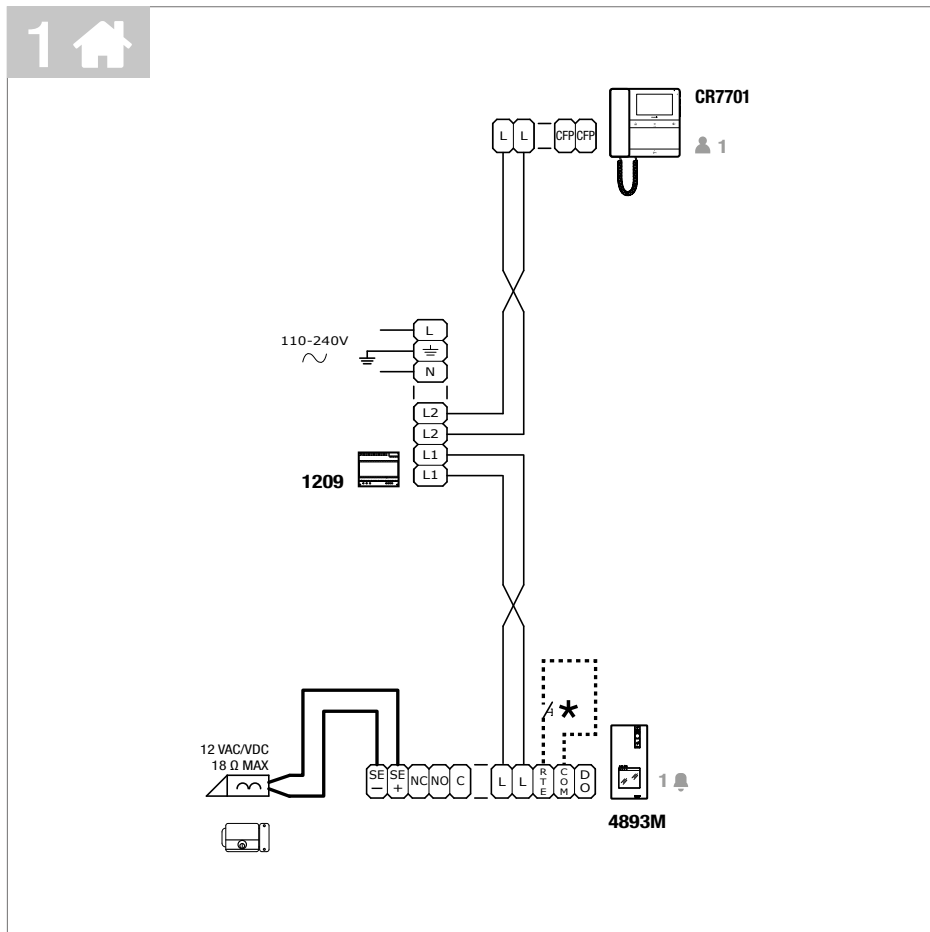 1
CR7701
L L CFP CFP
1
110-240V
L
N
L2
L2
L1
L1
1209
12 VAC/VDC
18 Ω MAX
SE − SE + NC NO C L L RTE COM DO
*
1
4893M